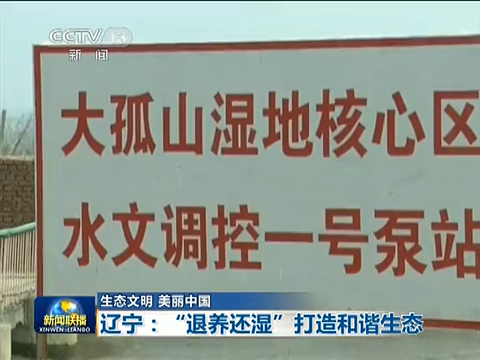 CCTV 13
新闻
大孤山湿地核心区
水文调控一号泵站
生态文明 美丽中国
辽宁：“退养还湿”打造和谐生态
新闻联播
XINWEN LIANBO